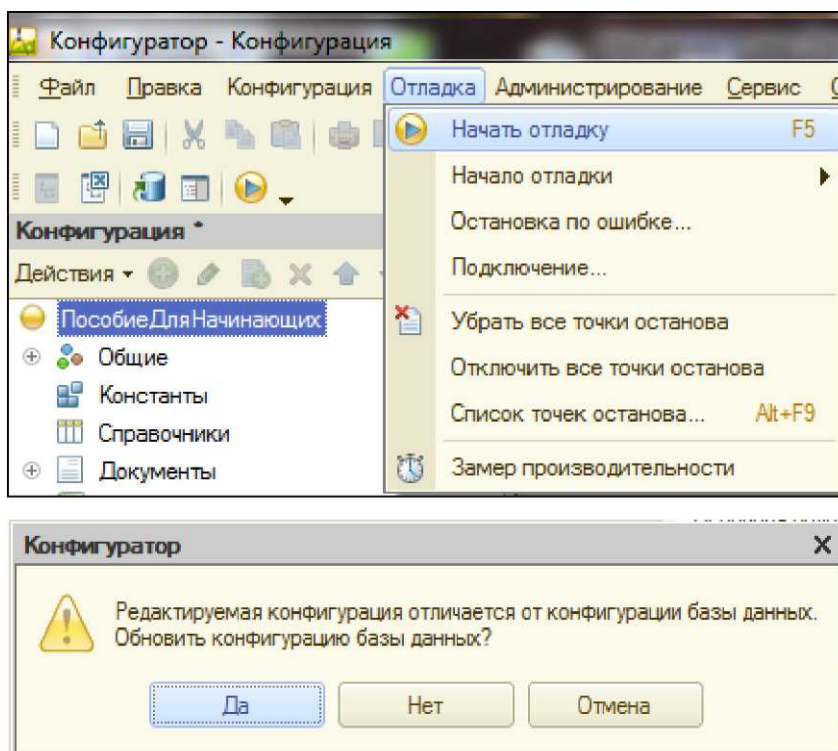 Конфигуратор - Конфигурация
Файл Правка Конфигурация Отладка Администрирование Сервис
Начать отладку F5
Начало отладки
Конфигурация *
Остановка по ошибке...
Действия
Подключение...
ПособиеДляНачинающих
Убрать все точки останова
Общие
Отключить все точки останова
Константы
Список точек останова... Alt+F9
Справочники
Документы
Замер производительности
Конфигуратор
Редактируемая конфигурация отличается от конфигурации базы данных.
Обновить конфигурацию базы данных?
Да Нет Отмена